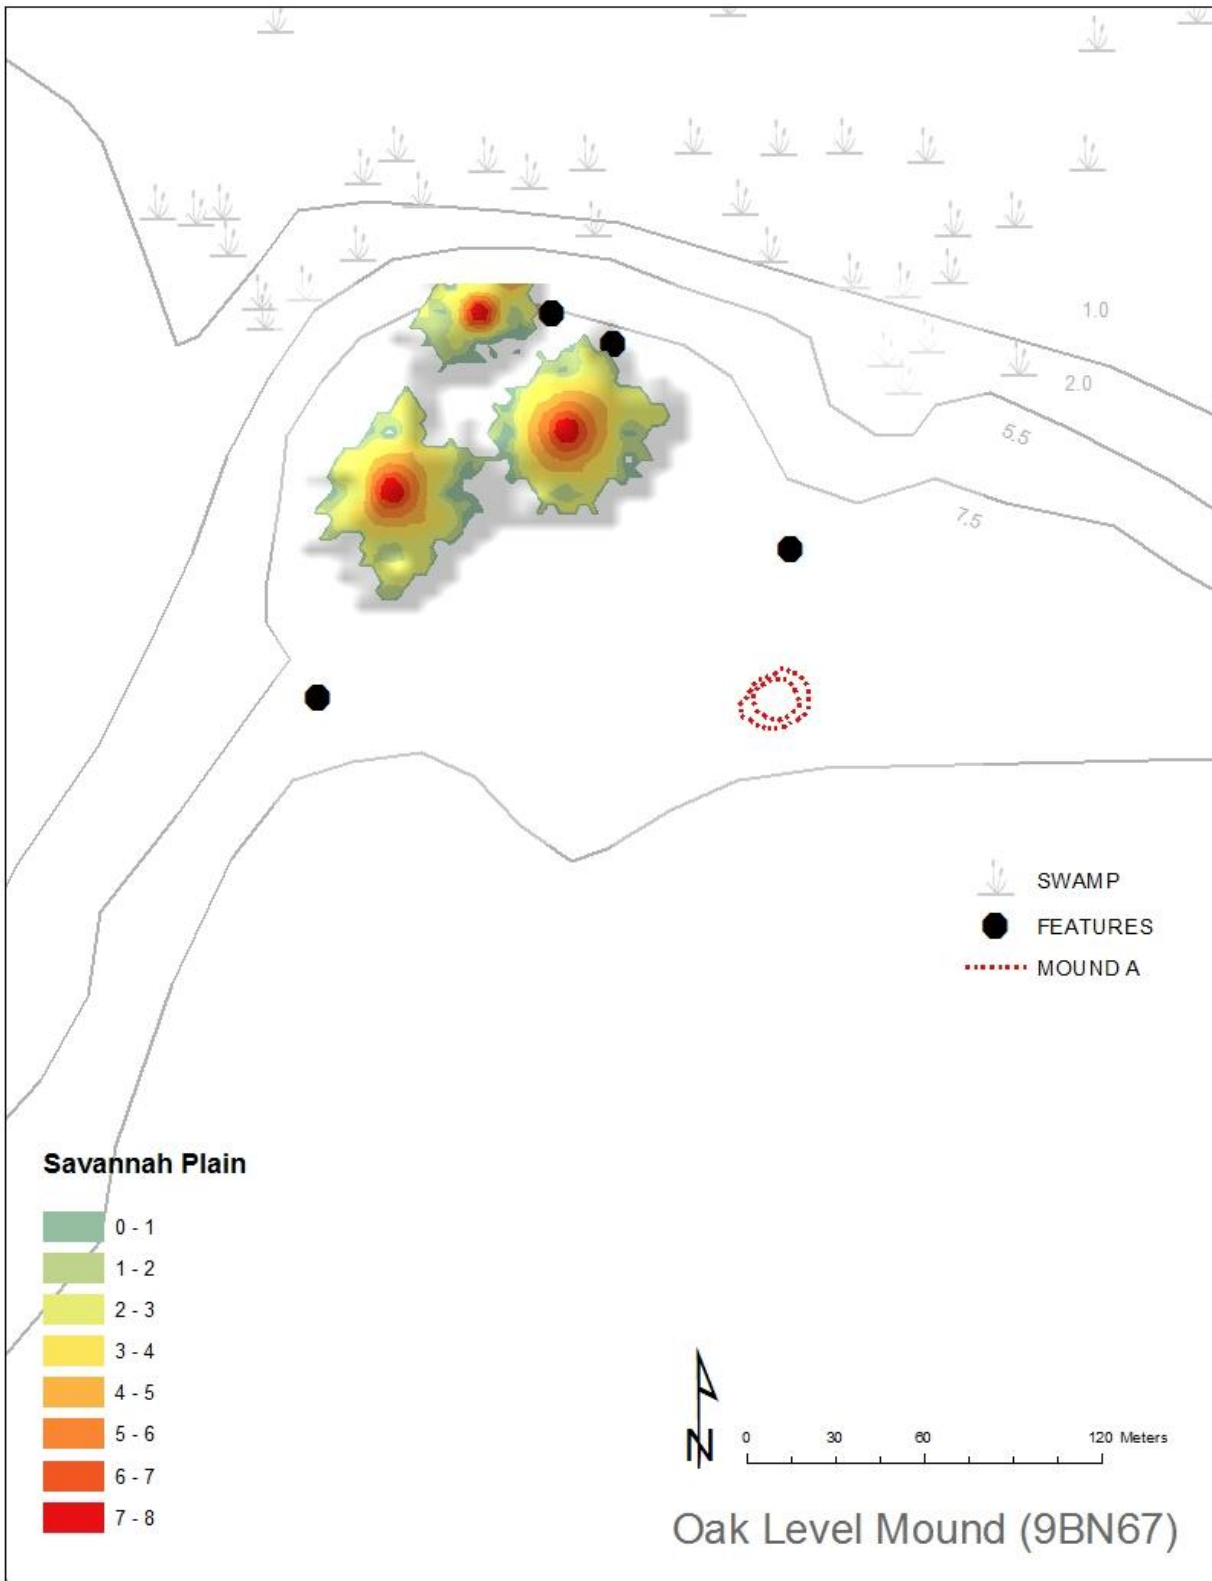 1.0
2.0
5.5
7.5
SWAMP
FEATURES
MOUND A
Savannah Plain
0 - 1
1 - 2
2 - 3
3 - 4
4 - 5
5 - 6
6 - 7
7 - 8
N
0 30 60 120 Meters
Oak Level Mound (9BN67)